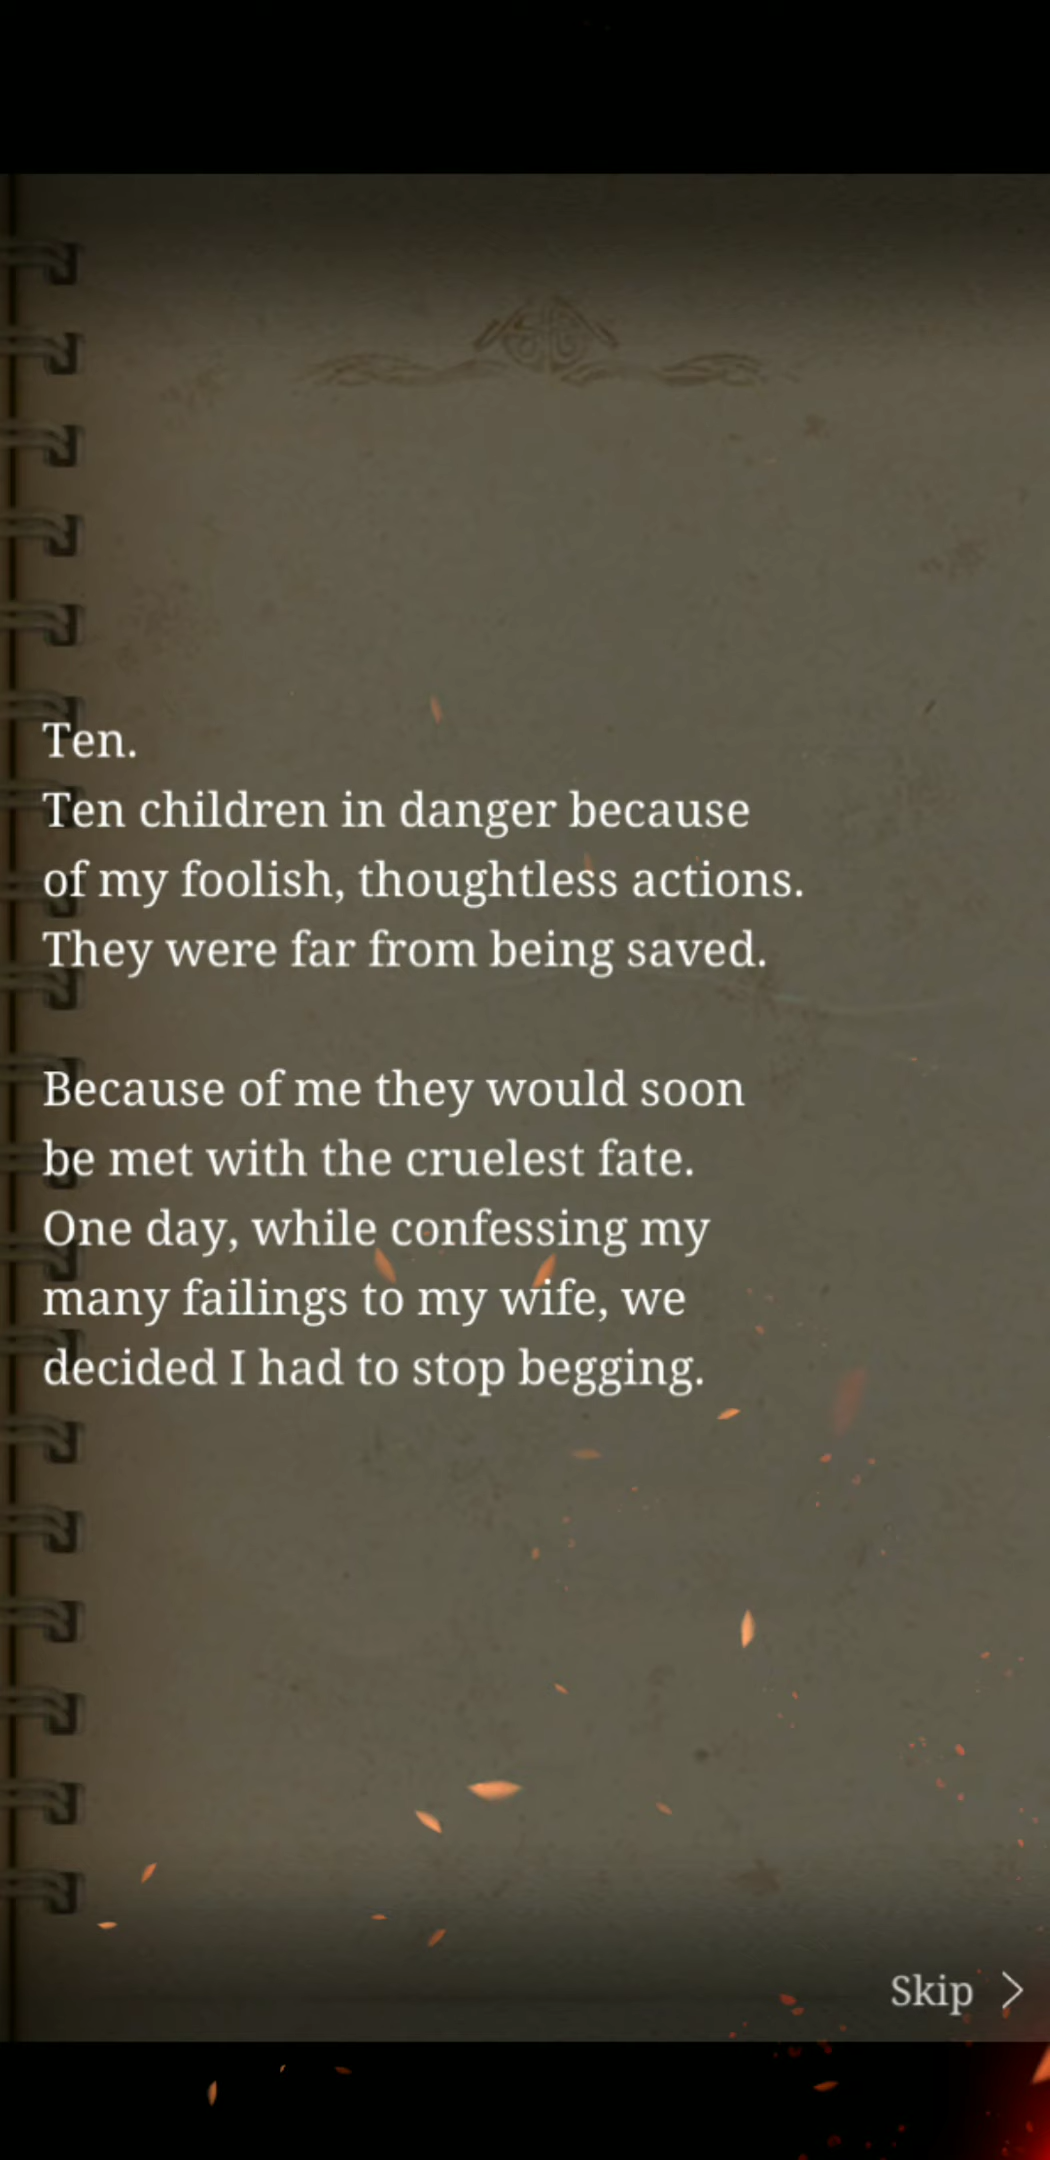 Ten.
Ten children in danger because
of my foolish, thoughtless actions.
They were far from being saved.
Because of me they would soon
be met with the cruelest fate.
One day, while confessing my
many failings to my wife, we
decided I had to stop begging.
Skip >